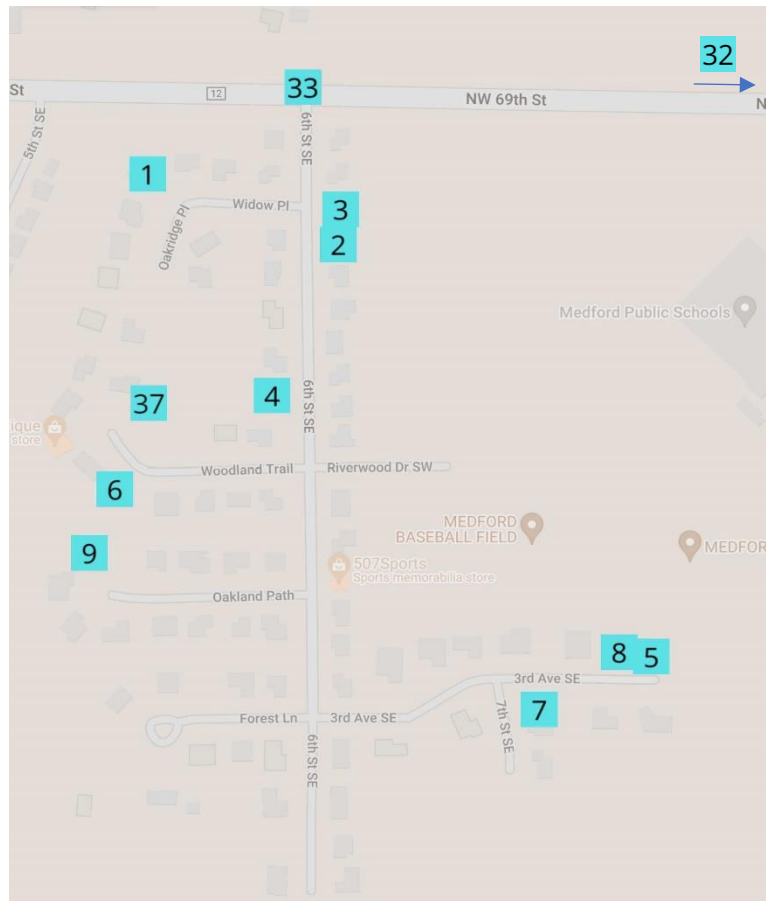 32
33
St
12
NW 69th St
N
5th St SE
6th St SE
1
Widow Pl
3
Oakridge Pl
2
Medford Public Schools
37
4
6th St SE
ique
store
Woodland Trail
Riverwood Dr SW
6
MEDFORD
BASEBALL FIELD
MEDFOR
9
507Sports
Sports memorabilia store
Oakland Path
8
5
3rd Ave SE
7
7th St SE
Forest Ln
3rd Ave SE
6th St SE